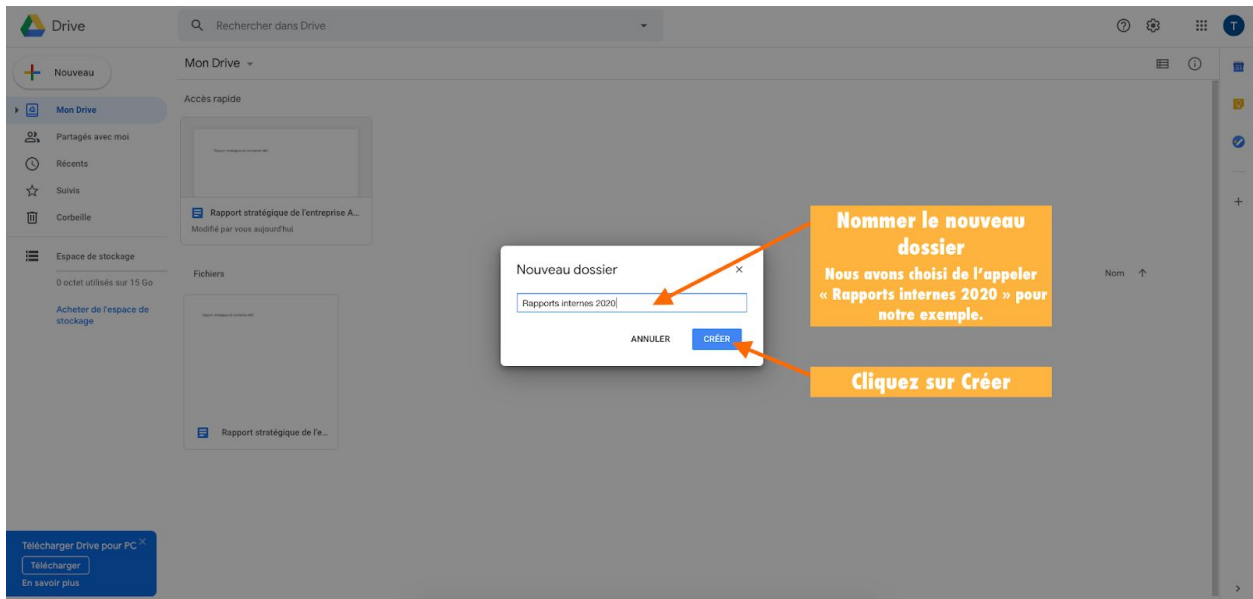 Drive
Rechercher dans Drive
T
Nouveau
Mon Drive
Mon Drive
Partagés avec moi
Récents
Suivis
Corbeille
Espace de stockage
0 octet utilisés sur 15 Go
Acheter de l'espace de
stockage
Accès rapide
Rapport stratégique de l'entreprise A...
Modifié par vous aujourd'hui
Fichiers
Nom
Rapport stratégique de l'e...
Nouveau dossier
Rapports internes 2020
ANNULER
CRÉER
Nommer le nouveau
dossier
Nous avons choisi de l'appeler
« Rapports internes 2020 » pour
notre exemple.
Cliquez sur Créer
Télécharger Drive pour PC
Télécharger
En savoir plus